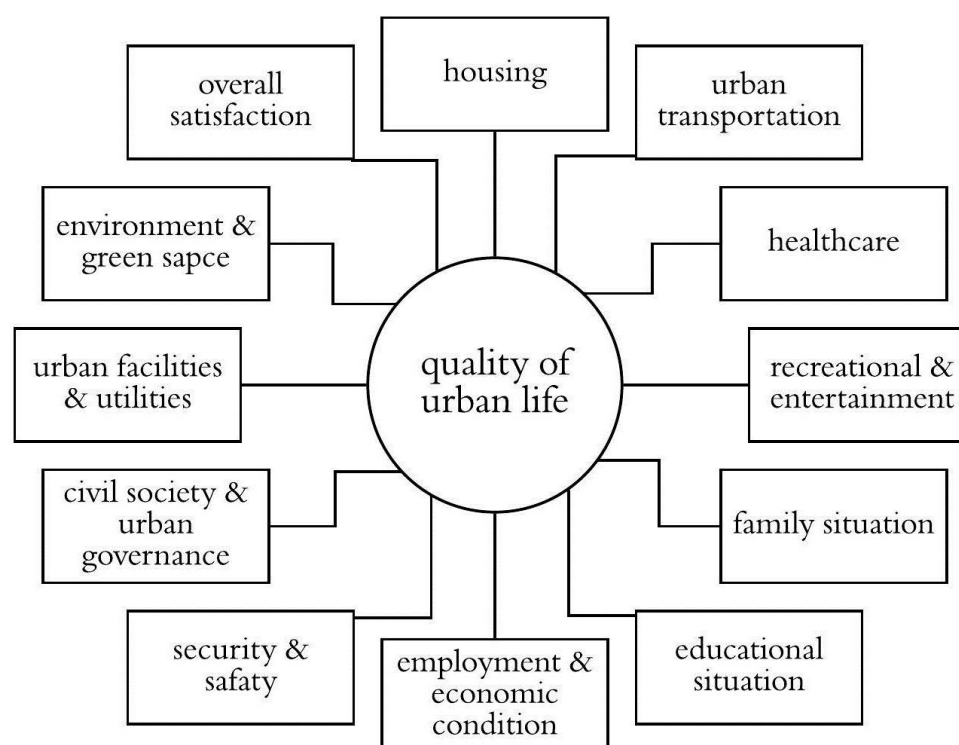 housing
overall
satisfaction
urban
transportation
environment &
green sapce
healthcare
urban facilities
& utilities
quality of
urban life
recreational &
entertainment
civil society &
urban
governance
family situation
security &
safaty
employment &
economic
condition
educational
situation